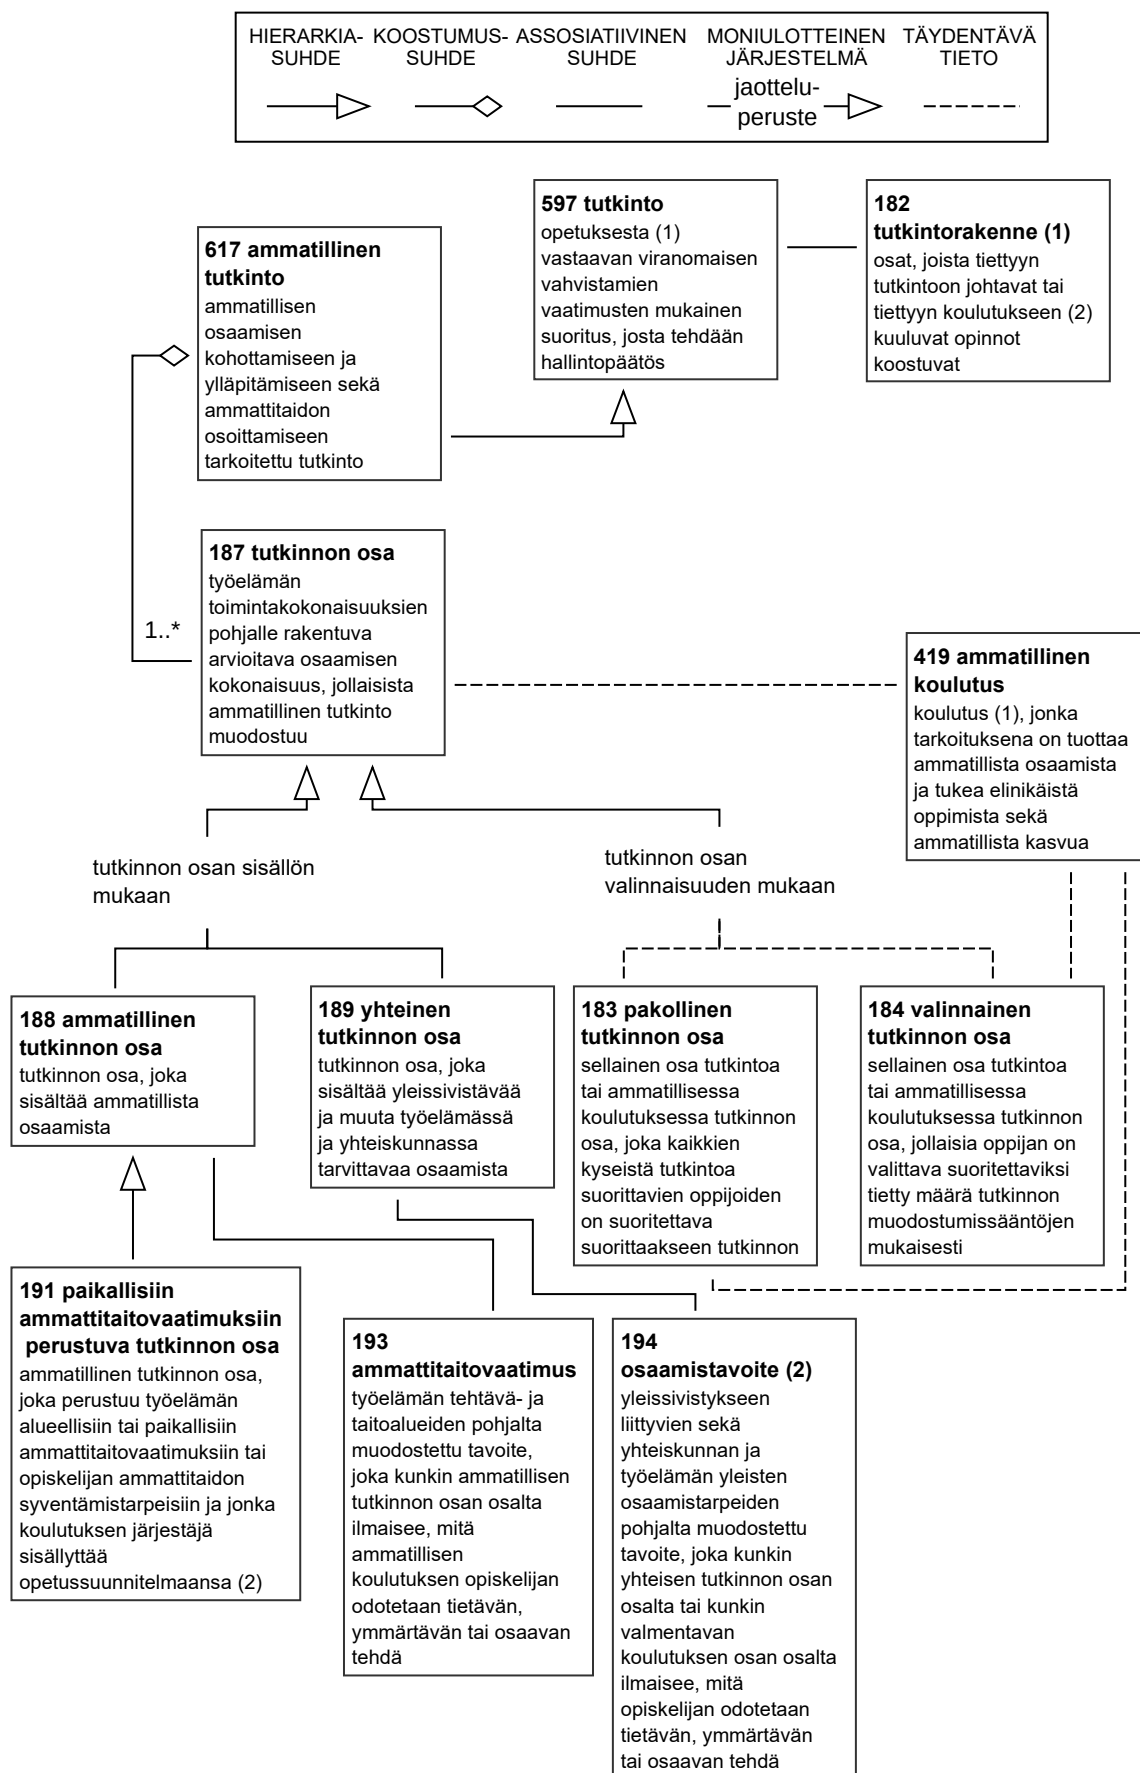 HIERARKIA-
SUHDE
KOOSTUMUS-
SUHDE
ASSOSIATIIVINEN
SUHDE
MONIULOTTEINEN
JÄRJESTELMÄ
TÄYDENTÄVÄ
TIETO
jaottelu-
peruste
597 tutkinto
opetuksesta (1)
vastaavan viranomaisen
vahvistamien
vaatimusten mukainen
suoritus, josta tehdään
hallintopäätös
182
tutkintorakenne (1)
osat, joista tiettyyn
tutkintoon johtavat tai
tiettyyn koulutukseen (2)
kuuluvat opinnot
koostuvat
617 ammatillinen
tutkinto
ammatillisen
osaamisen
kohottamiseen ja
ylläpitämiseen sekä
ammattitaidon
osoittamiseen
tarkoitettu tutkinto
187 tutkinnon osa
työelämän
toimintakokonaisuuksien
pohjalle rakentuva
arvioitava osaamisen
kokonaisuus, jollaisista
ammatillinen tutkinto
muodostuu
1..*
419 ammatillinen
koulutus
koulutus (1), jonka
tarkoituksena on tuottaa
ammatillista osaamista
ja tukea elinikäistä
oppimista sekä
ammatillista kasvua
tutkinnon osan sisällön
mukaan
tutkinnon osan
valinnaisuuden mukaan
188 ammatillinen
tutkinnon osa
tutkinnon osa, joka
sisältää ammatillista
osaamista
189 yhteinen
tutkinnon osa
tutkinnon osa, joka
sisältää yleissivistävää
ja muuta työelämässä
ja yhteiskunnassa
tarvittavaa osaamista
183 pakollinen
tutkinnon osa
sellainen osa tutkintoa
tai ammatillisessa
koulutuksessa tutkinnon
osa, joka kaikkien
kyseistä tutkintoa
suorittavien oppijoiden
on suoritettava
suorittaakseen tutkinnon
184 valinnainen
tutkinnon osa
sellainen osa tutkintoa
tai ammatillisessa
koulutuksessa tutkinnon
osa, jollaisia oppijan on
valittava suoritettaviksi
tietty määrä tutkinnon
muodostumissääntöjen
mukaisesti
191 paikallisiin
ammattitaitovaatimuksiin
perustuva tutkinnon osa
ammatillinen tutkinnon osa,
joka perustuu työelämän
alueellisiin tai paikallisiin
ammattitaitovaatimuksiin tai
opiskelijan ammattitaidon
syventämistarpeisiin ja jonka
koulutuksen järjestäjä
sisällyttää
opetussuunnitelmaansa (2)
193
ammattitaitovaatimus
työelämän tehtävä- ja
taitoalueiden pohjalta
muodostettu tavoite,
joka kunkin ammatillisen
tutkinnon osan osalta
ilmaisee, mitä
ammatillisen
koulutuksen opiskelijan
odotetaan tietävän,
ymmärtävän tai osaavan
tehdä
194
osaamistavoite (2)
yleissivistykseen
liittyvien sekä
yhteiskunnan ja
työelämän yleisten
osaamistarpeiden
pohjalta muodostettu
tavoite, joka kunkin
yhteisen tutkinnon osan
osalta tai kunkin
valmentavan
koulutuksen osan osalta
ilmaisee, mitä
opiskelijan odotetaan
tietävän, ymmärtävän
tai osaavan tehdä